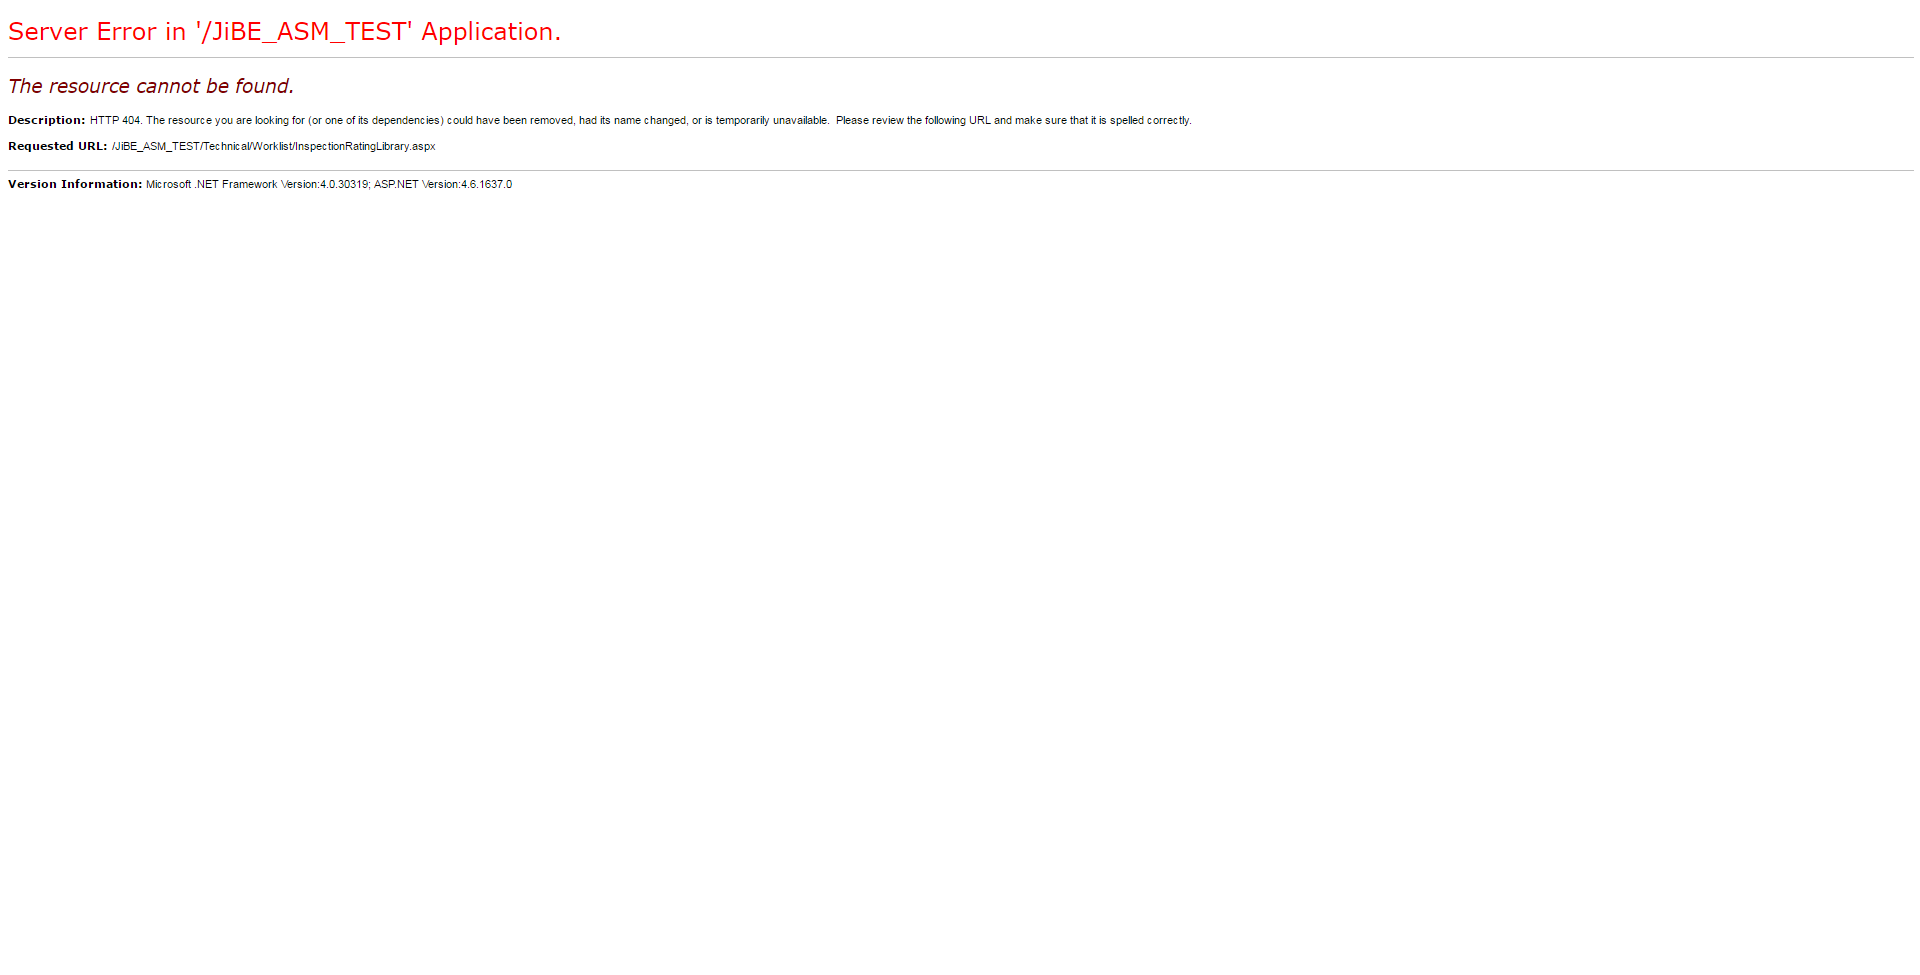 Server Error in '/JiBE_ASM_TEST' Application.
The resource cannot be found.
Description: HTTP 404. The resource you are looking for (or one of its dependencies) could have been removed, had its name changed, or is temporarily unavailable.  Please review the following URL and make sure that it is spelled correctly.
Requested URL: /JiBE_ASM_TEST/Technical/Worklist/InspectionRatingLibrary.aspx
Version Information: Microsoft .NET Framework Version:4.0.30319; ASP.NET Version:4.6.1637.0